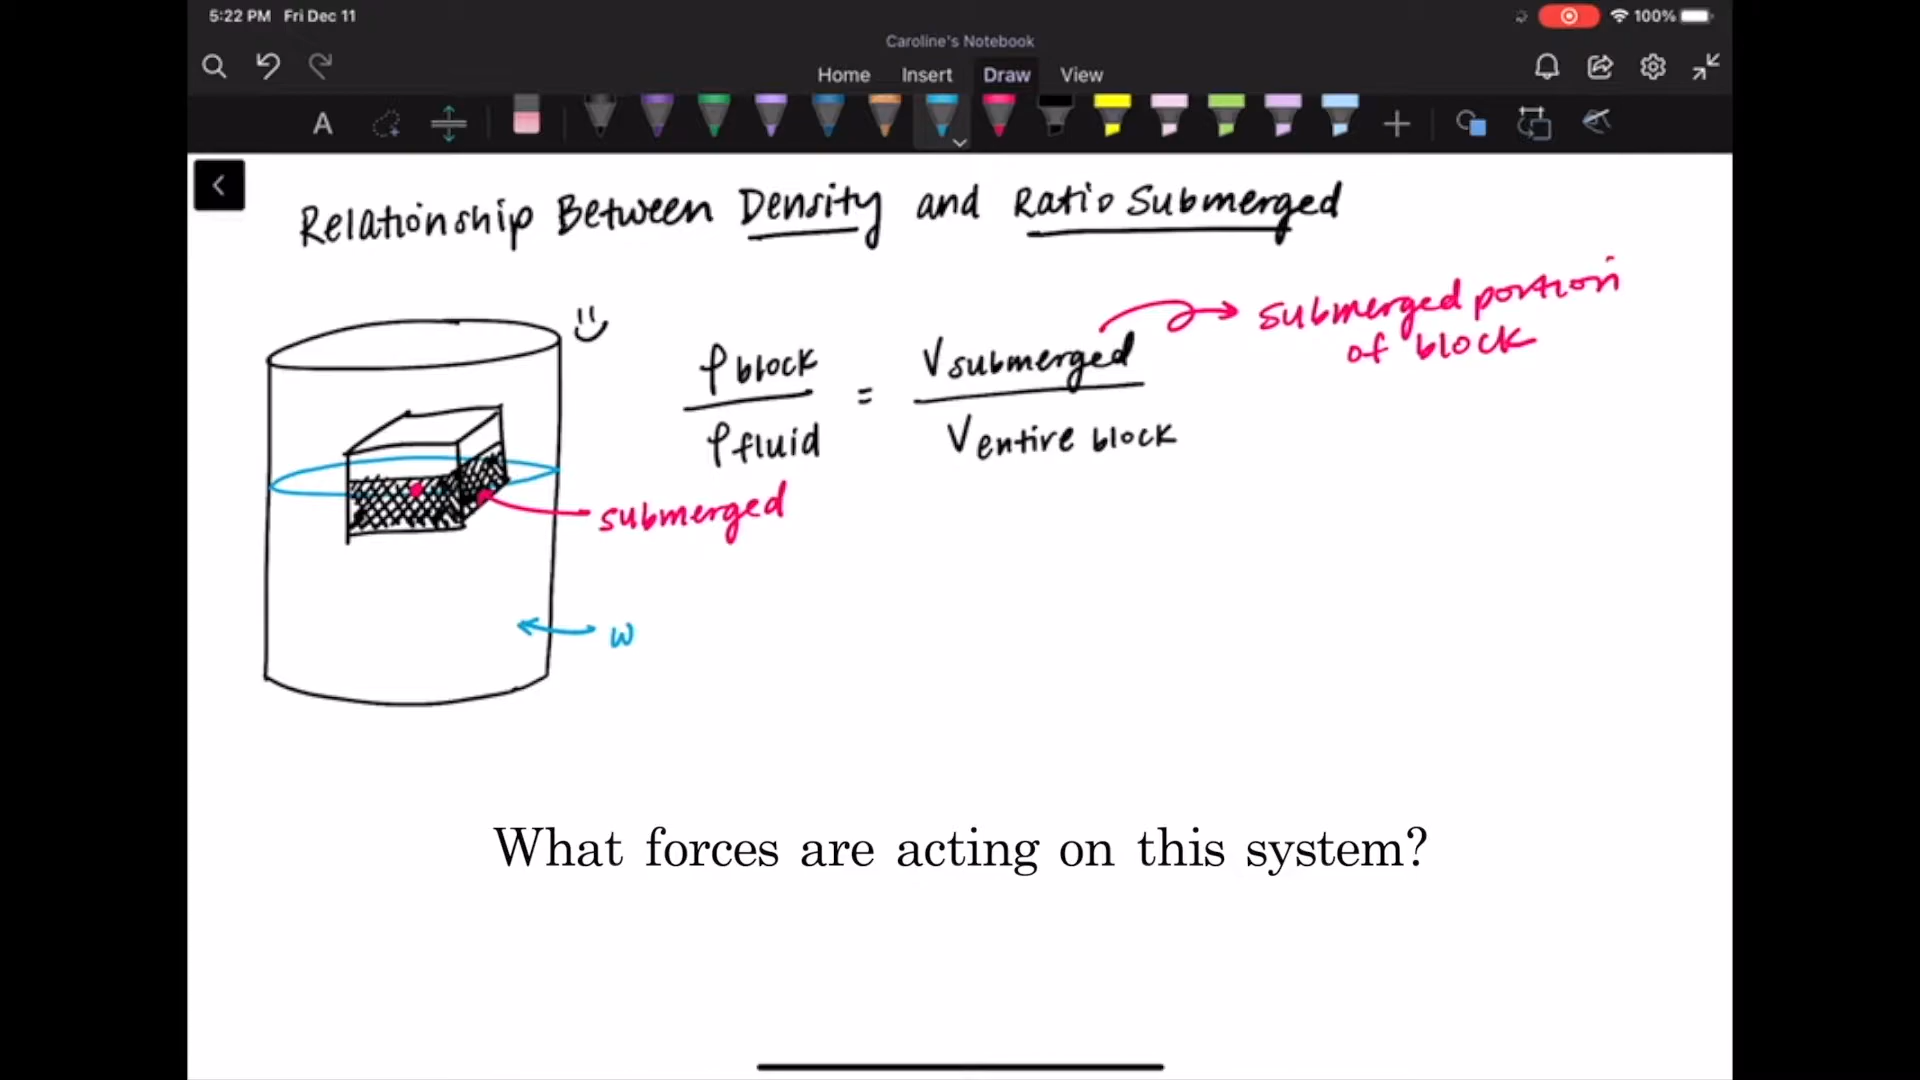 5:22 PM Fri Dec 11
100%
Caroline's Notebook
Home Insert Draw View
A
Relationship Between Density and Ratio Submerged
submerged portion
of block
ρblock
ρfluid
=
Vsubmerged
Ventire block
submerged
w
What forces are acting on this system?